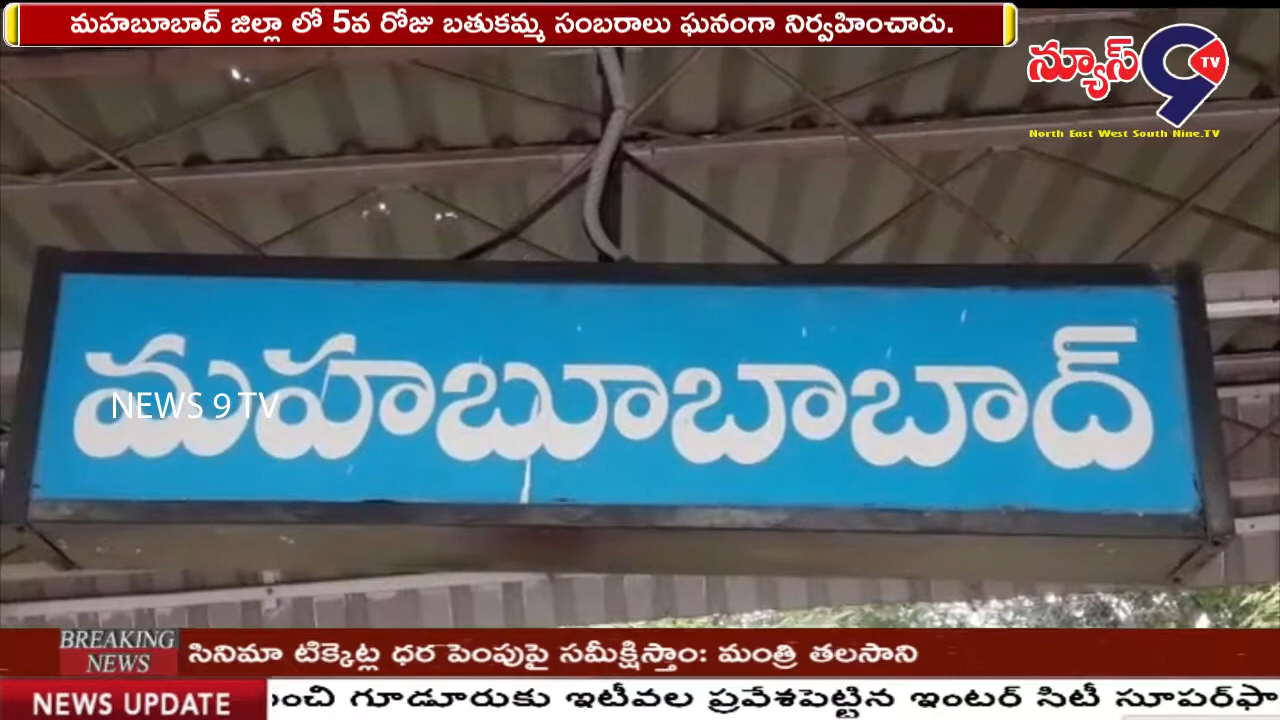 మహబూబాబాద్ జిల్లా లో 5వ రోజు బతుకమ్మ సంబరాలు ఘనంగా నిర్వహించారు.
న్యూస్ 9 TV
North East West South Nine.TV
మహబూబాబాద్
NEWS 9 TV
BREAKING NEWS
సినిమా టిక్కెట్ల ధర పెంపుపై సమీక్షిస్తాం: మంత్రి తలసాని
NEWS UPDATE
గూడూరుకు ఇటీవల ప్రవేశపెట్టిన ఇంటర్ సిటీ